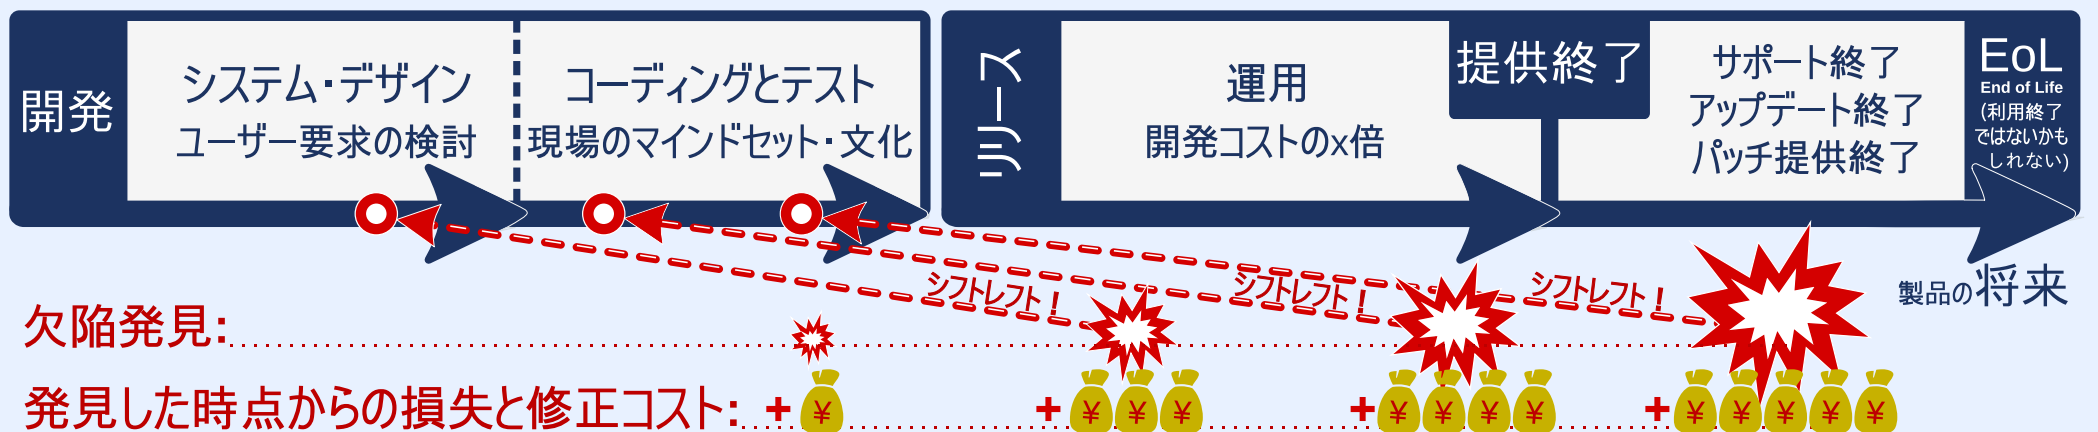 開発
システム・デザイン
ユーザー要求の検討
コーディングとテスト
現場のマインドセット・文化
リリース
運用
開発コストのx倍
提供終了
サポート終了
アップデート終了
パッチ提供終了
EoL
End of Life
(利用終了
ではないかも
しれない)
シフトレフト！
シフトレフト！
シフトレフト！
製品の将来
欠陥発見:
発見した時点からの損失と修正コスト:
+ ¥
+ ¥ ¥ ¥
+ ¥ ¥ ¥ ¥
+ ¥ ¥ ¥ ¥ ¥